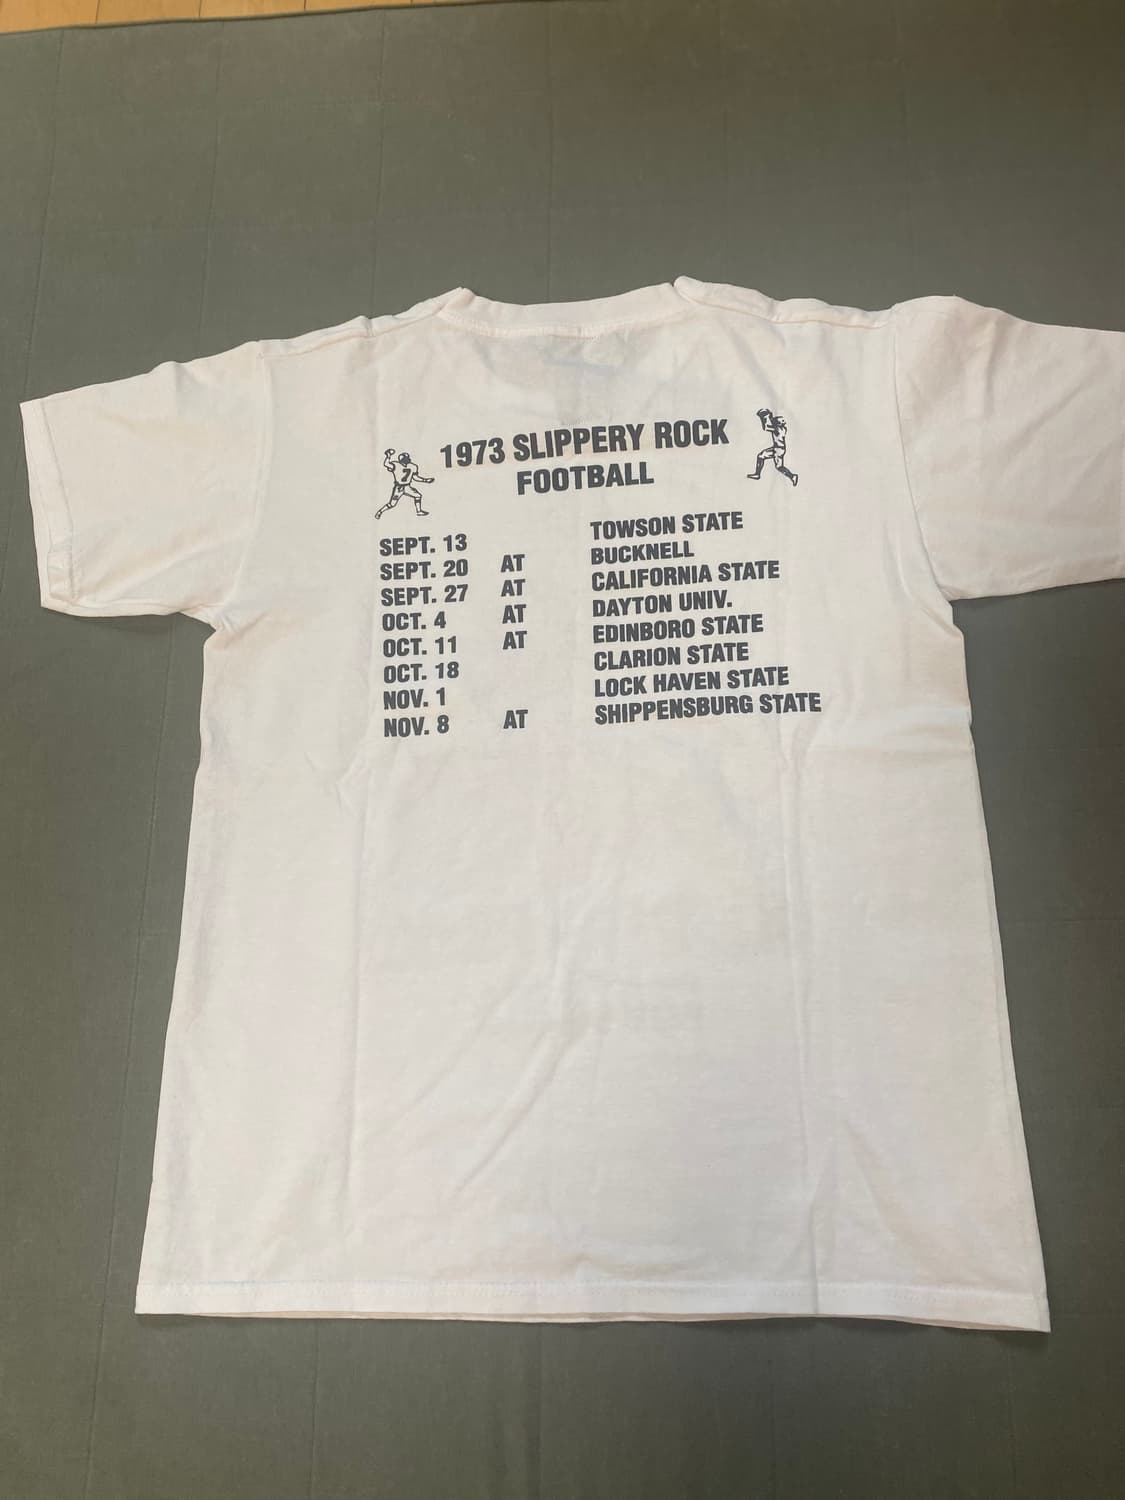 1973 SLIPPERY ROCK
FOOTBALL
7
SEPT. 13 TOWSON STATE
SEPT. 20 AT BUCKNELL
SEPT. 27 AT CALIFORNIA STATE
OCT. 4 AT DAYTON UNIV.
OCT. 11 AT EDINBORO STATE
OCT. 18 CLARION STATE
NOV. 1 LOCK HAVEN STATE
NOV. 8 AT SHIPPENSBURG STATE